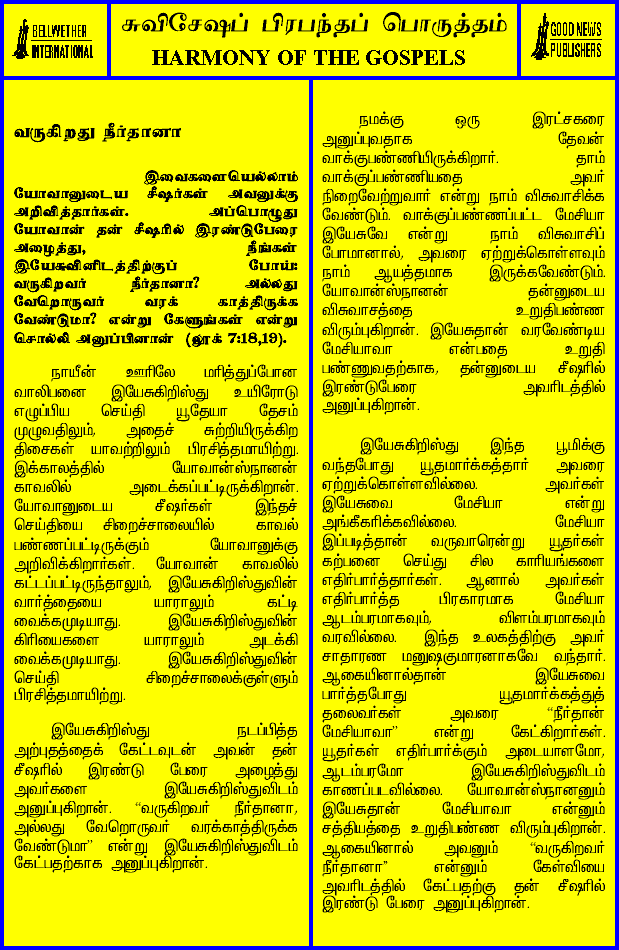 BELLWETHER
INTERNATIONAL
சுவிசேஷப் பிரபந்தப் பொருத்தம்
HARMONY OF THE GOSPELS
GOOD NEWS
PUBLISHERS
வருகிறது நீர்தானா
இவைகளையெல்லாம்
யோவானுடைய சீஷர்கள் அவனுக்கு
அறிவித்தார்கள். அப்பொழுது
யோவான் தன் சீஷரில் இரண்டுபேரை
அழைத்து, நீங்கள்
இயேசுவினிடத்திற்குப் போய்:
வருகிறவர் நீர்தானா? அல்லது
வேறொருவர் வரக் காத்திருக்க
வேண்டுமா? என்று கேளுங்கள் என்று
சொல்லி அனுப்பினான் (லூக் 7:18,19).
நாயீன் ஊரிலே மரித்துப்போன
வாலிபனை இயேசுகிறிஸ்து உயிரோடு
எழுப்பிய செய்தி யூதேயா தேசம்
முழுவதிலும், அதைச் சுற்றியிருக்கிற
திசைகள் யாவற்றிலும் பிரசித்தமாயிற்று.
இக்காலத்தில் யோவான்ஸ்நானன்
காவலில் அடைக்கப்பட்டிருக்கிறான்.
யோவானுடைய சீஷர்கள் இந்தச்
செய்தியை சிறைச்சாலையில் காவல்
பண்ணப்பட்டிருக்கும் யோவானுக்கு
அறிவிக்கிறார்கள். யோவான் காவலில்
கட்டப்பட்டிருந்தாலும், இயேசுகிறிஸ்துவின்
வார்த்தையை யாராலும் கட்டி
வைக்கமுடியாது. இயேசுகிறிஸ்துவின்
கிரியைகளை யாராலும் அடக்கி
வைக்கமுடியாது. இயேசுகிறிஸ்துவின்
செய்தி சிறைச்சாலைக்குள்ளும்
பிரசித்தமாயிற்று.
இயேசுகிறிஸ்து நடப்பித்த
அற்புதத்தைக் கேட்டவுடன் அவன் தன்
சீஷரில் இரண்டு பேரை அழைத்து
அவர்களை இயேசுகிறிஸ்துவிடம்
அனுப்புகிறான். “வருகிறவர் நீர்தானா,
அல்லது வேறொருவர் வரக்காத்திருக்க
வேண்டுமா” என்று இயேசுகிறிஸ்துவிடம்
கேட்பதற்காக அனுப்புகிறான்.
நமக்கு ஒரு இரட்சகரை
அனுப்புவதாக தேவன்
வாக்குபண்ணியிருக்கிறார். தாம்
வாக்குபண்ணியதை அவர்
நிறைவேற்றுவார் என்று நாம் விசுவாசிக்க
வேண்டும். வாக்குப்பண்ணப்பட்ட மேசியா
இயேசுவே என்று நாம் விசுவாசிப்
போமானால், அவரை ஏற்றுக்கொள்ளவும்
நாம் ஆயத்தமாக இருக்கவேண்டும்.
யோவான்ஸ்நானன் தன்னுடைய
விசுவாசத்தை உறுதிபண்ண
விரும்புகிறான். இயேசுதான் வரவேண்டிய
மேசியாவா என்பதை உறுதி
பண்ணுவதற்காக, தன்னுடைய சீஷரில்
இரண்டுபேரை அவரிடத்தில்
அனுப்புகிறான்.
இயேசுகிறிஸ்து இந்த பூமிக்கு
வந்தபோது யூதமார்க்கத்தார் அவரை
ஏற்றுக்கொள்ளவில்லை. அவர்கள்
இயேசுவை மேசியா என்று
அங்கீகரிக்கவில்லை. மேசியா
இப்படித்தான் வருவாரென்று யூதர்கள்
கற்பனை செய்து சில காரியங்களை
எதிர்பார்த்தார்கள். ஆனால் அவர்கள்
எதிர்பார்த்த பிரகாரமாக மேசியா
ஆடம்பரமாகவும், விளம்பரமாகவும்
வரவில்லை. இந்த உலகத்திற்கு அவர்
சாதாரண மனுஷகுமாரனாகவே வந்தார்.
ஆகையினால்தான் இயேசுவை
பார்த்தபோது யூதமார்க்கத்துத்
தலைவர்கள் அவரை “நீர்தான்
மேசியாவா” என்று கேட்கிறார்கள்.
யூதர்கள் எதிர்பார்க்கும் அடையாளமோ,
ஆடம்பரமோ இயேசுகிறிஸ்துவிடம்
காணப்படவில்லை. யோவான்ஸ்நானனும்
இயேசுதான் மேசியாவா என்னும்
சத்தியத்தை உறுதிபண்ண விரும்புகிறான்.
ஆகையினால் அவனும் “வருகிறவர்
நீர்தானா” என்னும் கேள்வியை
அவரிடத்தில் கேட்பதற்கு தன் சீஷரில்
இரண்டு பேரை அனுப்புகிறான்.